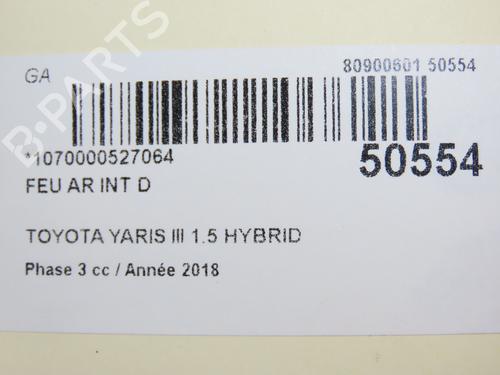 GA
80900601 50554
*1070000527064
50554
FEU AR INT D
TOYOTA YARIS III 1.5 HYBRID
Phase 3 cc / Année 2018
B-PARTS